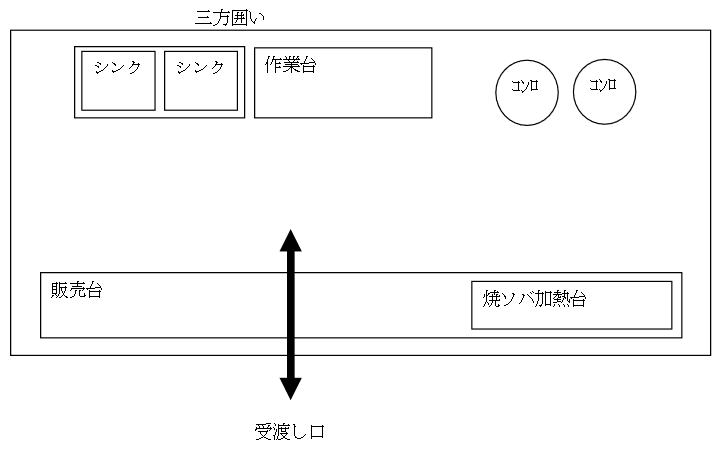 三方囲い
シンク
シンク
作業台
コンロ
コンロ
販売台
焼ソバ加熱台
受渡し口